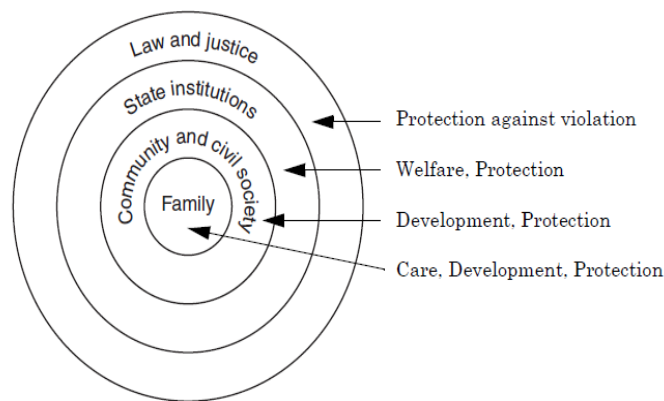 Law and justice
State institutions
Community and civil society
Family
Protection against violation
Welfare, Protection
Development, Protection
Care, Development, Protection